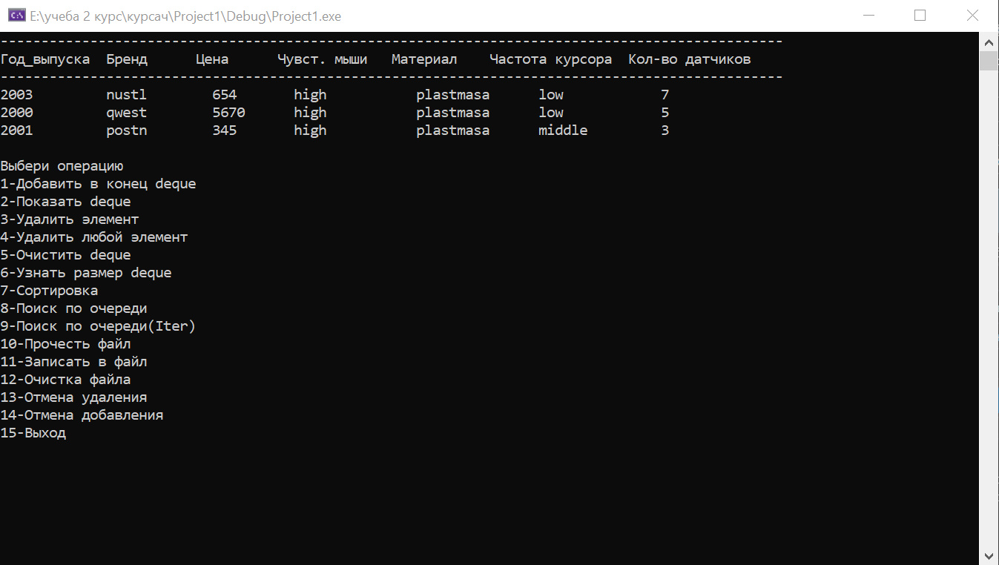 E:\учеба 2 курс\курсач\Project1\Debug\Project1.exe
------------------------------------------------------------------------------------------------
Год_выпуска Бренд Цена Чувст. мыши Материал Частота курсора Кол-во датчиков
------------------------------------------------------------------------------------------------
2003 nustl 654 high plastmasa low 7
2000 qwest 5670 high plastmasa low 5
2001 postn 345 high plastmasa middle 3
Выбери операцию
1-Добавить в конец deque
2-Показать deque
3-Удалить элемент
4-Удалить любой элемент
5-Очистить deque
6-Узнать размер deque
7-Сортировка
8-Поиск по очереди
9-Поиск по очереди(Iter)
10-Прочесть файл
11-Записать в файл
12-Очистка файла
13-Отмена удаления
14-Отмена добавления
15-Выход